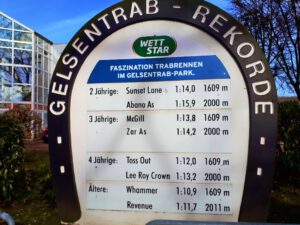 GELSENTRAB - REKORDE
WETT
STAR
FASZINATION TRABRENNEN
IM GELSENTRAB-PARK.
2 Jährige: Sunset Lane 1:14,0 1609 m
Abano As 1:15,9 2000 m
3 Jährige: McGill 1:13,8 1609 m
Zar As 1:14,2 2000 m
4 Jährige: Toss Out 1:12,0 1609 m
Lee Roy Crown 1:13,2 2000 m
Ältere: Whammer 1:10,9 1609 m
Revenue 1:11,7 2011 m